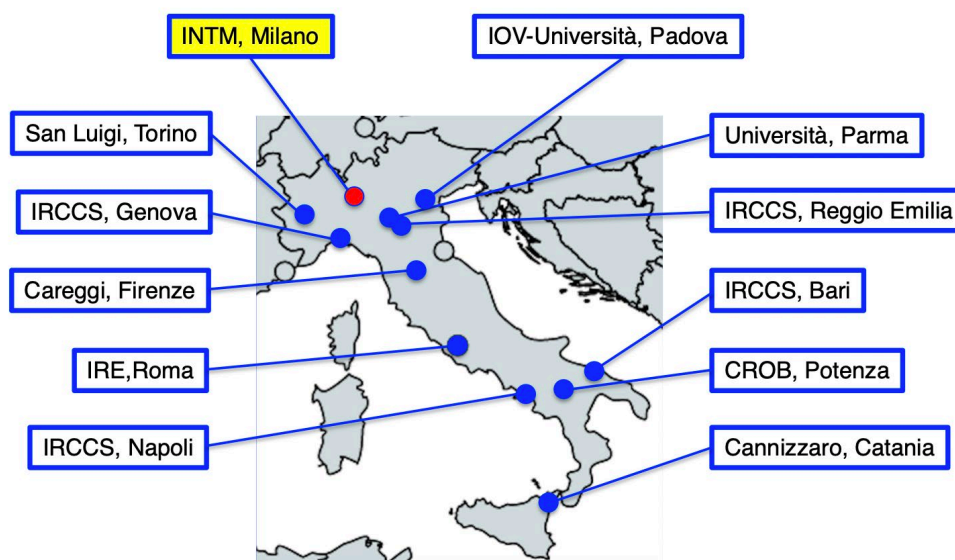 INTM, Milano
IOV-Università, Padova
San Luigi, Torino
Università, Parma
IRCCS, Genova
IRCCS, Reggio Emilia
Careggi, Firenze
IRCCS, Bari
IRE,Roma
CROB, Potenza
IRCCS, Napoli
Cannizzaro, Catania